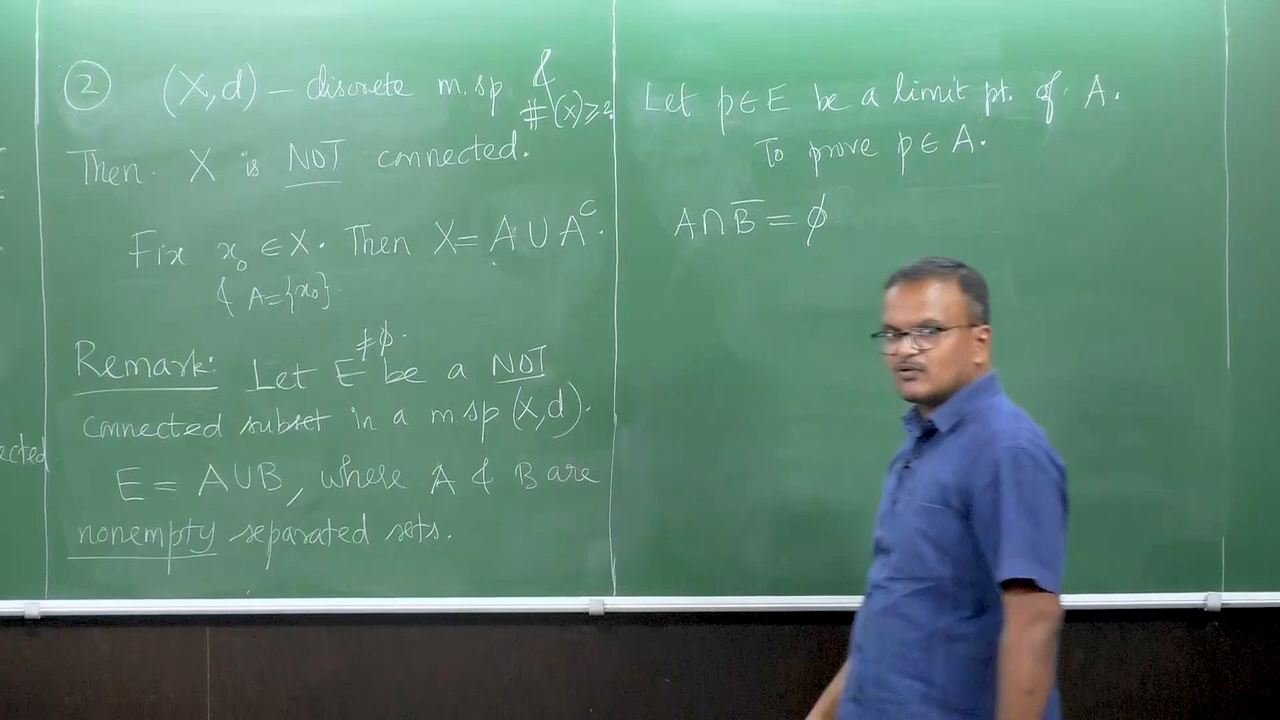 ected
② (X,d) – discrete m.sp &
#(X)≥2
Then X is NOT connected.
Fix x₀ ∈ X. Then X = A ∪ Aᶜ.
& A={x₀}.
Remark: Let E ≠ϕ be a NOT
connected subset in a m.sp (X,d).
E = A∪B, where A & B are
nonempty separated sets.
Let p∈E be a limit pt. of A.
To prove p∈A.
A∩B̅ = ϕ